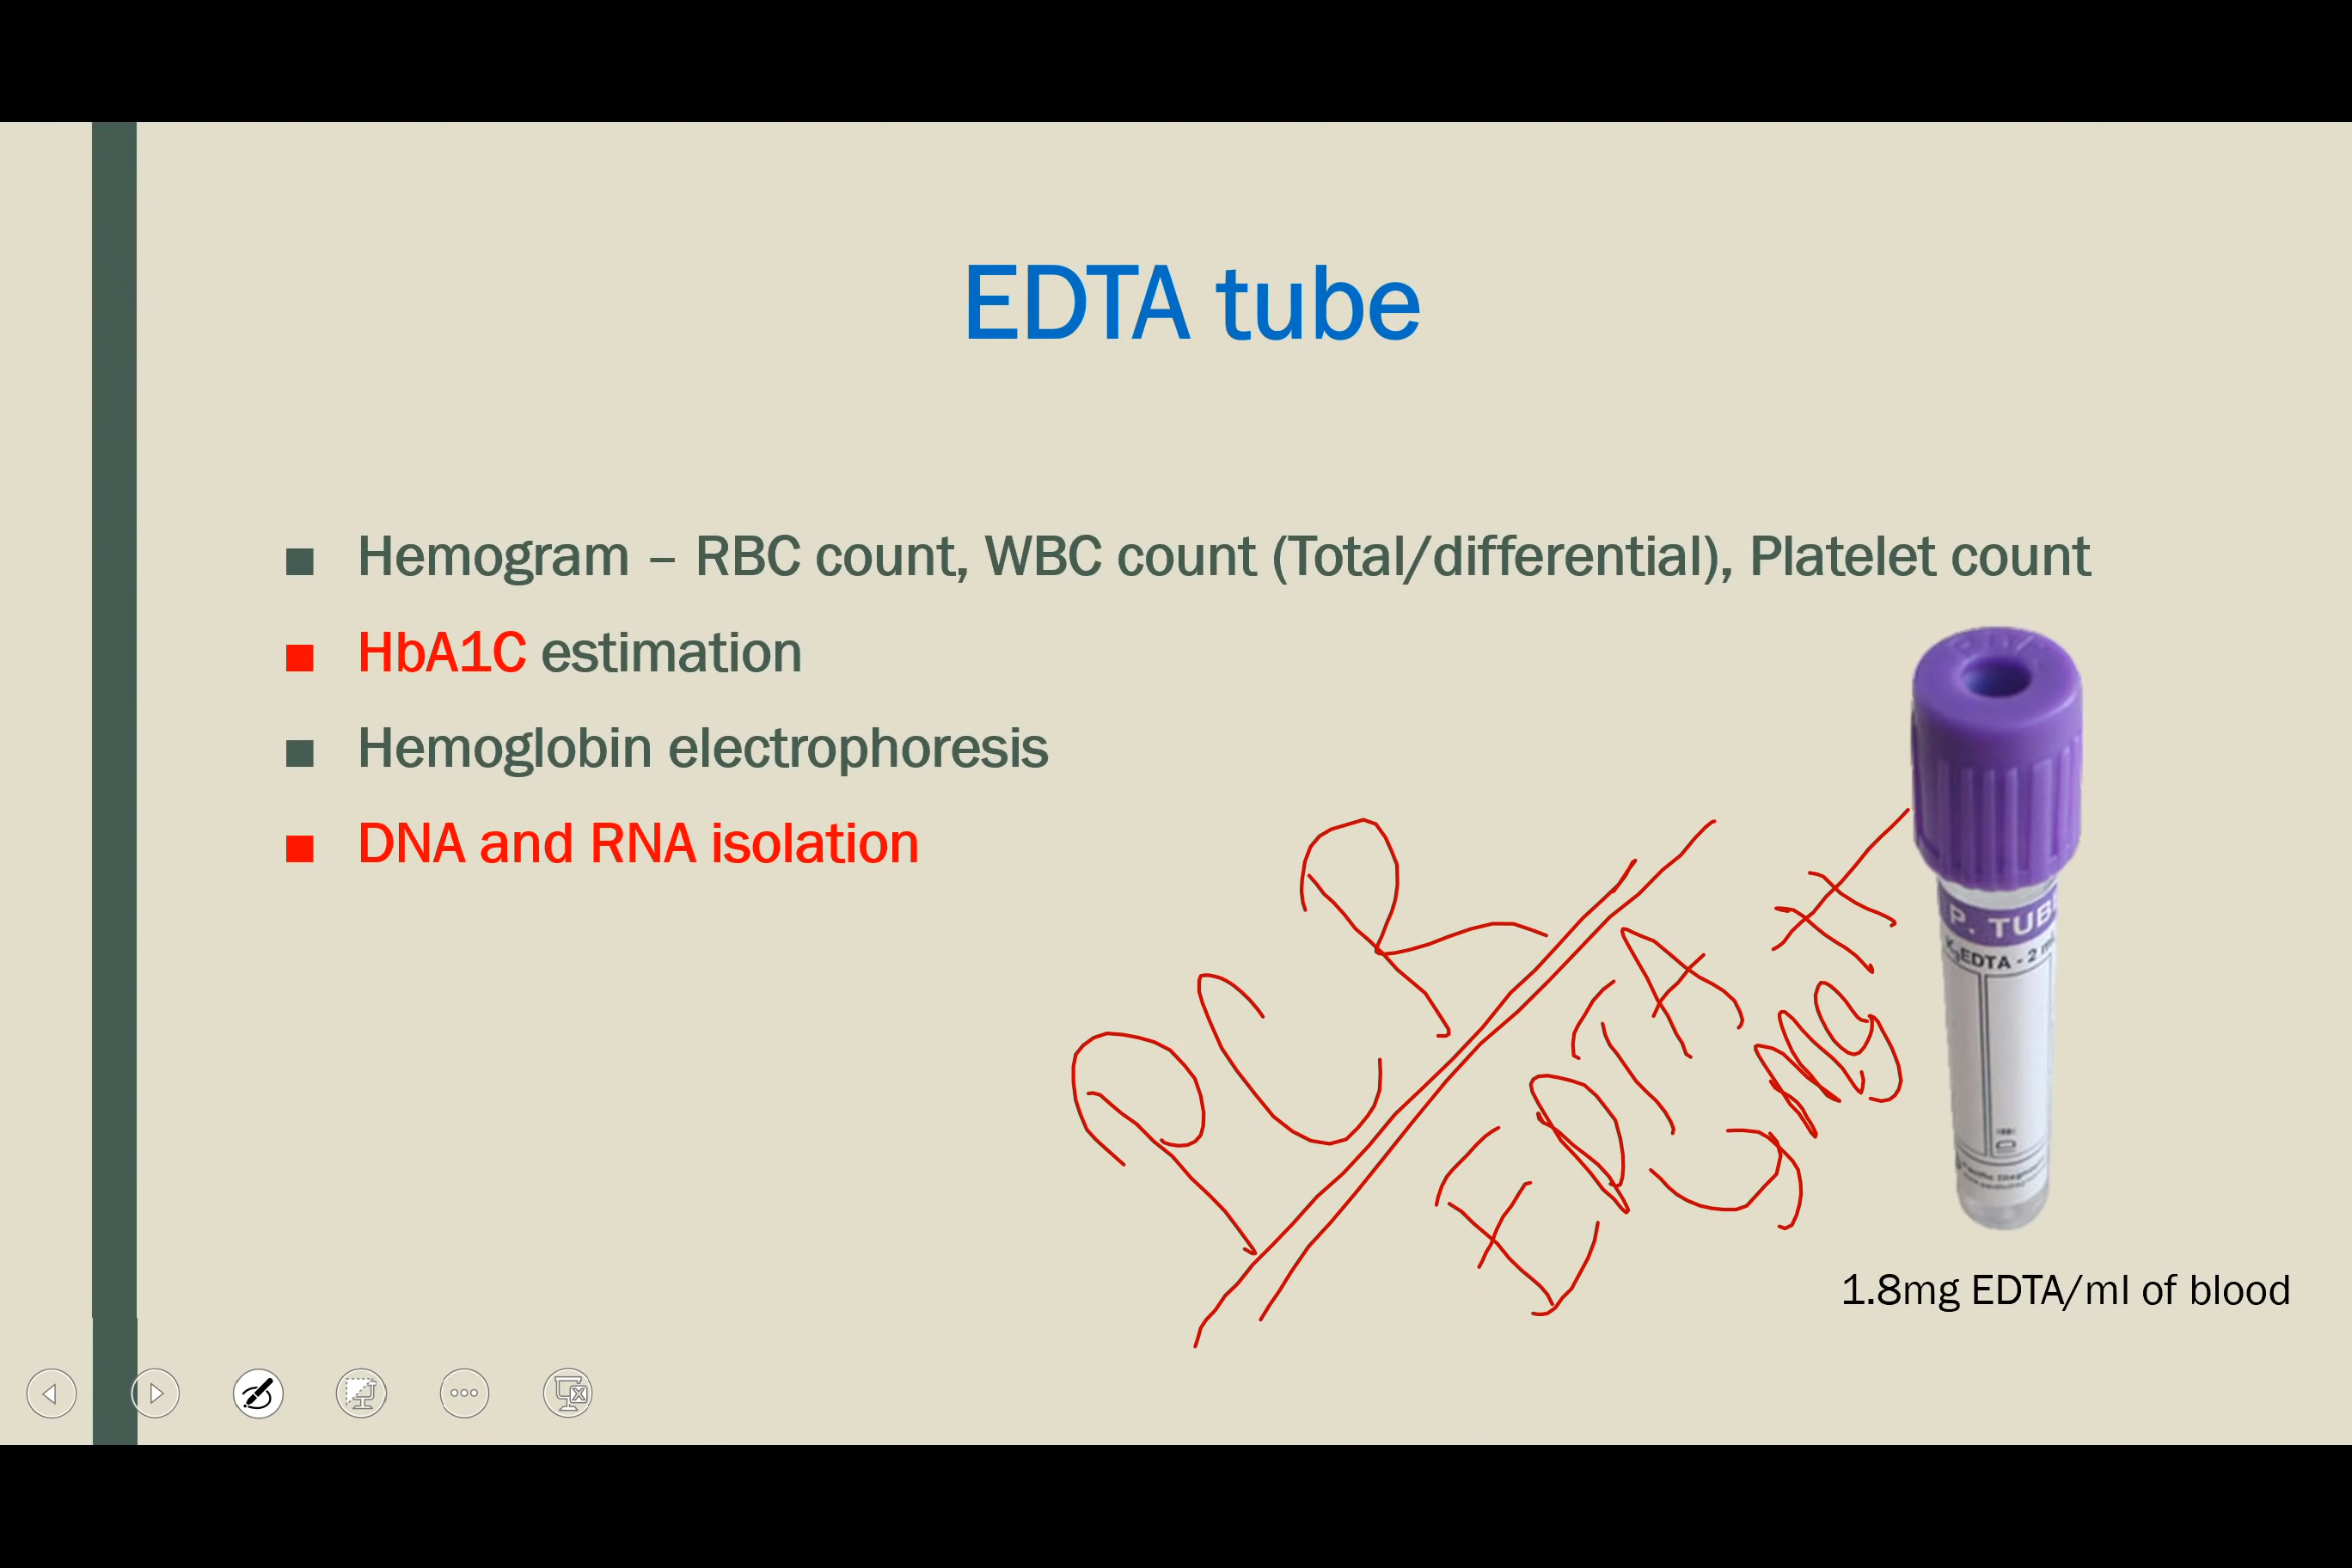 EDTA tube
■ Hemogram – RBC count, WBC count (Total/differential), Platelet count
■ HbA1C estimation
■ Hemoglobin electrophoresis
■ DNA and RNA isolation
PCR
EDTA
mg
P. TUB
EDTA - 2 m
1.8mg EDTA/ml of blood